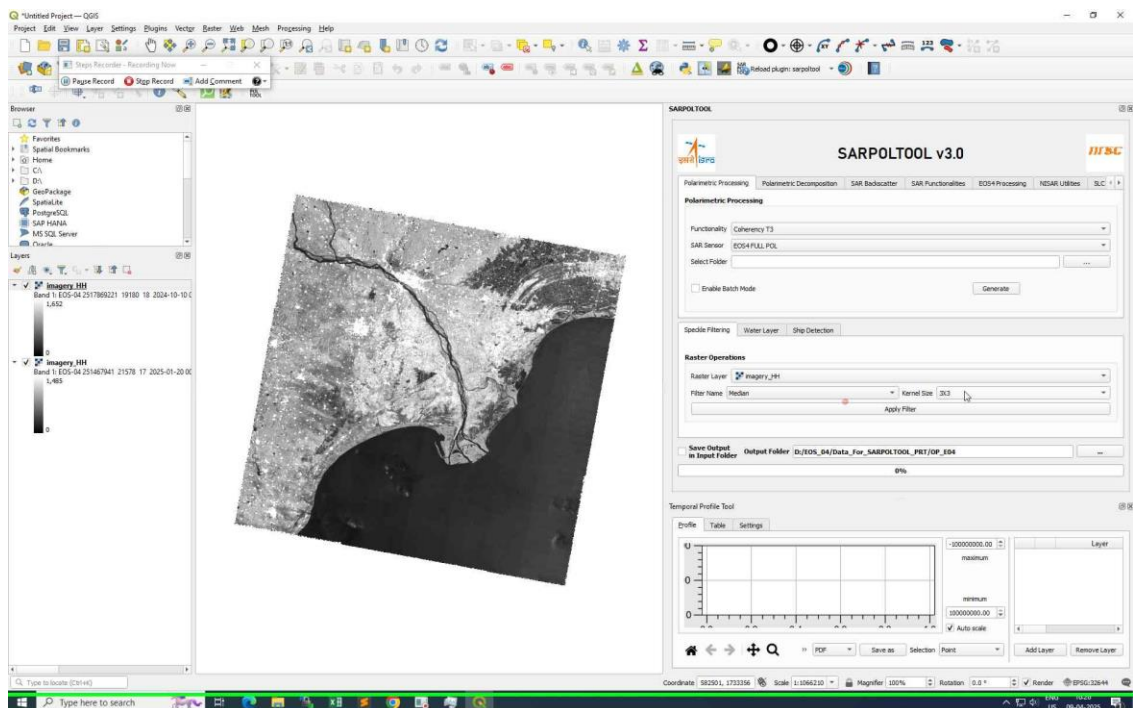 *Untitled Project — QGIS
Project Edit View Layer Settings Plugins Vector Raster Web Mesh Processing Help
Steps Recorder - Recording Now
Reload plugin: sarpoltool
Pause Record Stop Record Add Comment
Browser
Favorites
Spatial Bookmarks
Home
C:\
D:\
GeoPackage
SpatiaLite
PostgreSQL
SAP HANA
MS SQL Server
Oracle
Layers
imagery_HH
Band 1: EOS-04 2517869221 19180 18 2024-10-10
1,652
0
imagery_HH
Band 1: EOS-04 251467941 21578 17 2025-01-20
1,485
0
SARPOLTOOL
इसरो isro
SARPOLTOOL v3.0
nrsc
Polarimetric Processing Polarimetric Decomposition SAR Backscatter SAR Functionalities EOS4 Processing NISAR Utilities SLC
Polarimetric Processing
Functionality Coherency T3
SAR Sensor EOS4 FULL POL
Select Folder ...
Enable Batch Mode Generate
Speckle Filtering Water Layer Ship Detection
Raster Operations
Raster Layer imagery_HH
Filter Name Median Kernel Size 3X3
Apply Filter
Save Output in Input Folder Output Folder D:/EOS_04/Data_For_SARPOLTOOL_PRT/OP_E04 ...
0%
Temporal Profile Tool
Profile Table Settings
-100000000.00
maximum
minimum
100000000.00
Auto scale
Layer
PDF Save as Selection Point Add Layer Remove Layer
Type to locate (Ctrl+K) Coordinate 582501, 1733356 Scale 1:1066210 Magnifier 100% Rotation 0.0 ° Render EPSG:32644
Type here to search
ENG
US 09-04-2025